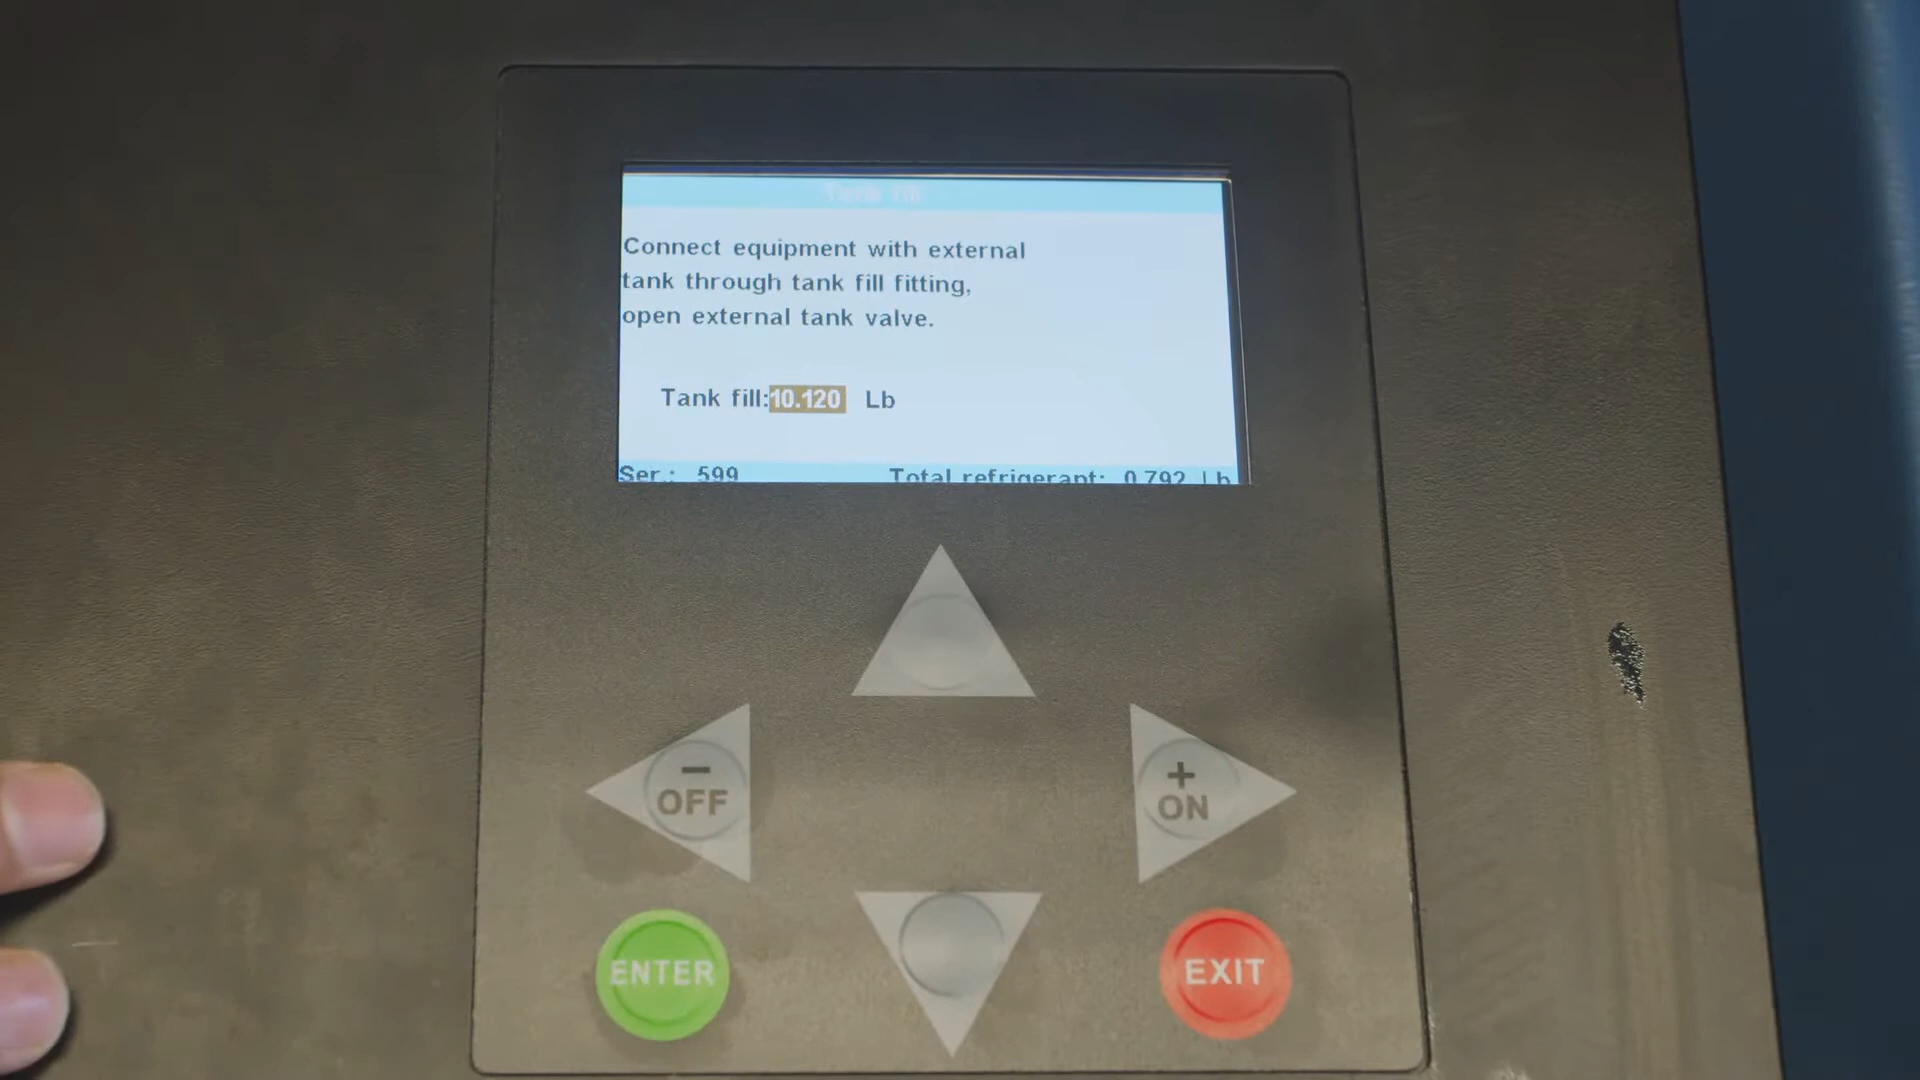 Tank fill
Connect equipment with external
tank through tank fill fitting,
open external tank valve.
Tank fill: 10.120 Lb
Ser.: 599 Total refrigerant: 0.792 Lb
− OFF
+ ON
ENTER
EXIT